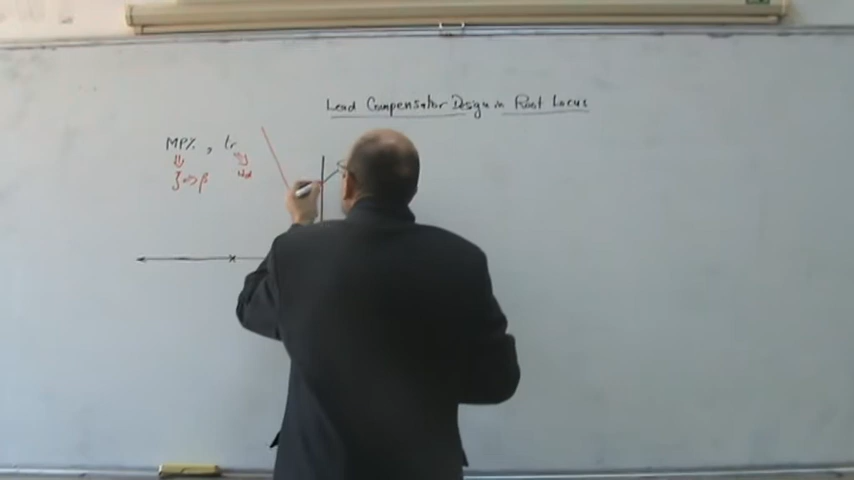 Lead Compensator Design in Root Locus
MP% , tr
ξ ⇒ β ωd